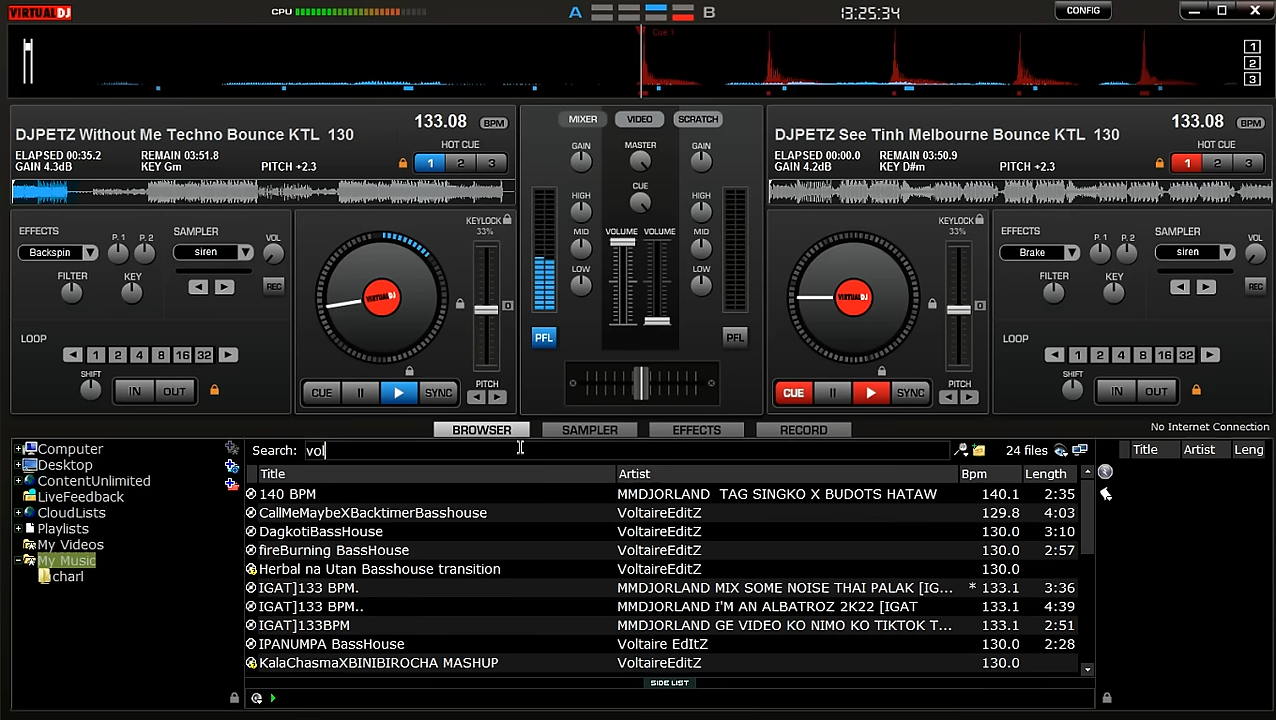 VIRTUAL DJ
CPU
A
B
13:25:34
CONFIG
Cue 1
1
2
3
DJPETZ Without Me Techno Bounce KTL 130
133.08 BPM
ELAPSED 00:35.2 REMAIN 03:51.8
GAIN 4.3dB KEY Gm PITCH +2.3
HOT CUE
1 2 3
MIXER VIDEO SCRATCH
GAIN MASTER GAIN
HIGH CUE HIGH
MID VOLUME VOLUME MID
LOW LOW
PFL PFL
DJPETZ See Tinh Melbourne Bounce KTL 130
133.08 BPM
ELAPSED 00:00.0 REMAIN 03:50.9
GAIN 4.2dB KEY D#m PITCH +2.3
HOT CUE
1 2 3
EFFECTS P.1 P.2 SAMPLER VOL
Backspin siren
FILTER KEY REC
LOOP
1 2 4 8 16 32
SHIFT IN OUT
KEYLOCK
33%
0
VIRTUAL DJ
CUE SYNC PITCH
KEYLOCK
33%
0
VIRTUAL DJ
CUE SYNC PITCH
EFFECTS P.1 P.2 SAMPLER VOL
Brake siren
FILTER KEY REC
LOOP
1 2 4 8 16 32
SHIFT IN OUT
BROWSER SAMPLER EFFECTS RECORD
No Internet Connection
Computer
Desktop
ContentUnlimited
LiveFeedback
CloudLists
Playlists
My Videos
My Music
charl
Search: vol
24 files
Title Artist Bpm Length
140 BPM MMDJORLAND TAG SINGKO X BUDOTS HATAW 140.1 2:35
CallMeMaybeXBacktimerBasshouse VoltaireEditZ 129.8 4:03
DagkotiBassHouse VoltaireEditZ 130.0 3:10
fireBurning BassHouse VoltaireEditZ 130.0 2:57
Herbal na Utan Basshouse transition VoltaireEditZ 130.0
IGAT]133 BPM. MMDJORLAND MIX SOME NOISE THAI PALAK [IG... * 133.1 3:36
IGAT]133 BPM.. MMDJORLAND I'M AN ALBATROZ 2K22 [IGAT 133.1 4:39
IGAT]133BPM MMDJORLAND GE VIDEO KO NIMO KO TIKTOK T... 133.1 2:51
IPANUMPA BassHouse Voltaire EdItZ 130.0 2:28
KalaChasmaXBINIBIROCHA MASHUP VoltaireEditZ 130.0
SIDE LIST
Title Artist Leng